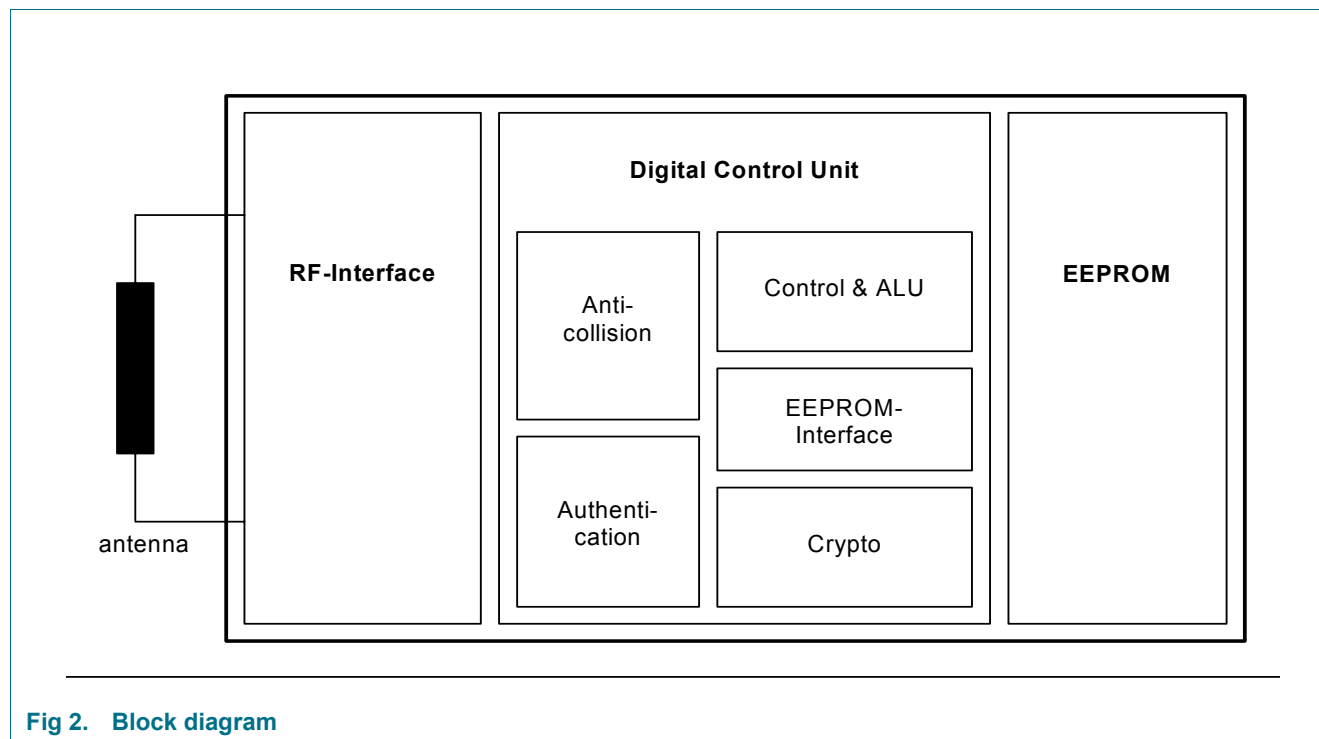 Digital Control Unit
RF-Interface
EEPROM
Anti-
collision
Control & ALU
EEPROM-
Interface
Authenti-
cation
Crypto
antenna
Fig 2. Block diagram